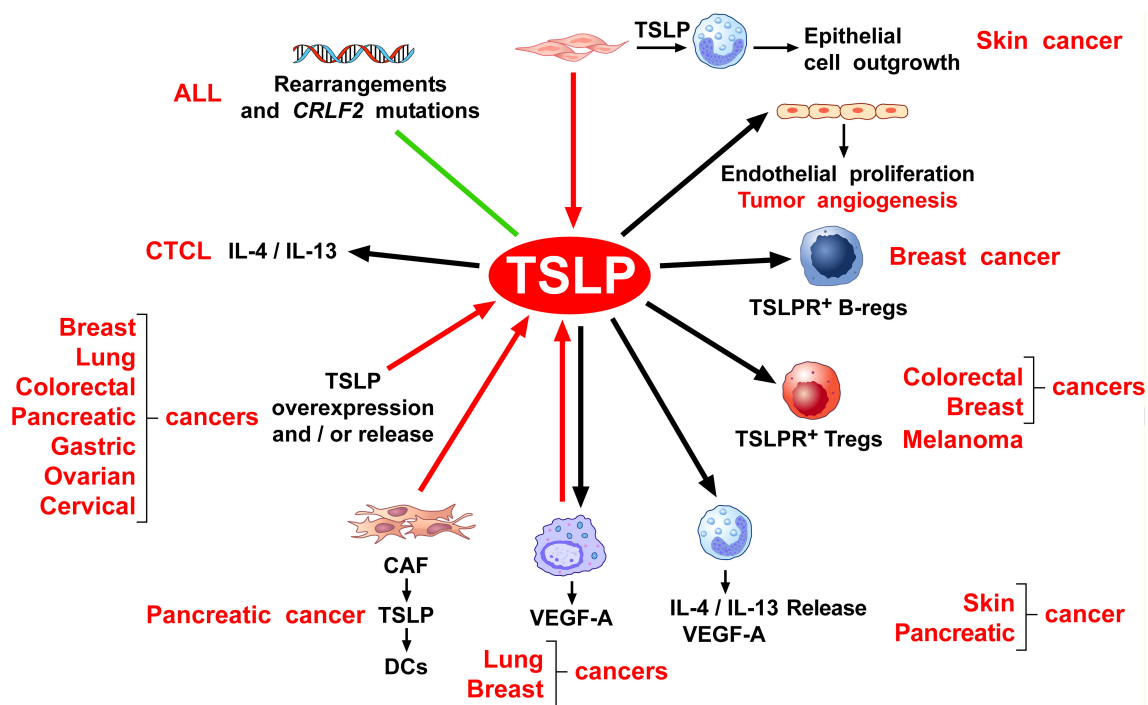 TSLP
Epithelial
cell outgrowth
Skin cancer
ALL
Rearrangements
and CRLF2 mutations
Endothelial proliferation
Tumor angiogenesis
CTCL IL-4 / IL-13
TSLP
Breast cancer
TSLPR+ B-regs
Breast
Lung
Colorectal
Pancreatic
Gastric
Ovarian
Cervical
cancers
TSLP
overexpression
and / or release
Colorectal
Breast
cancers
TSLPR+ Tregs
Melanoma
CAF
Pancreatic cancer TSLP
DCs
VEGF-A
Lung
Breast
cancers
IL-4 / IL-13 Release
VEGF-A
Skin
Pancreatic
cancer